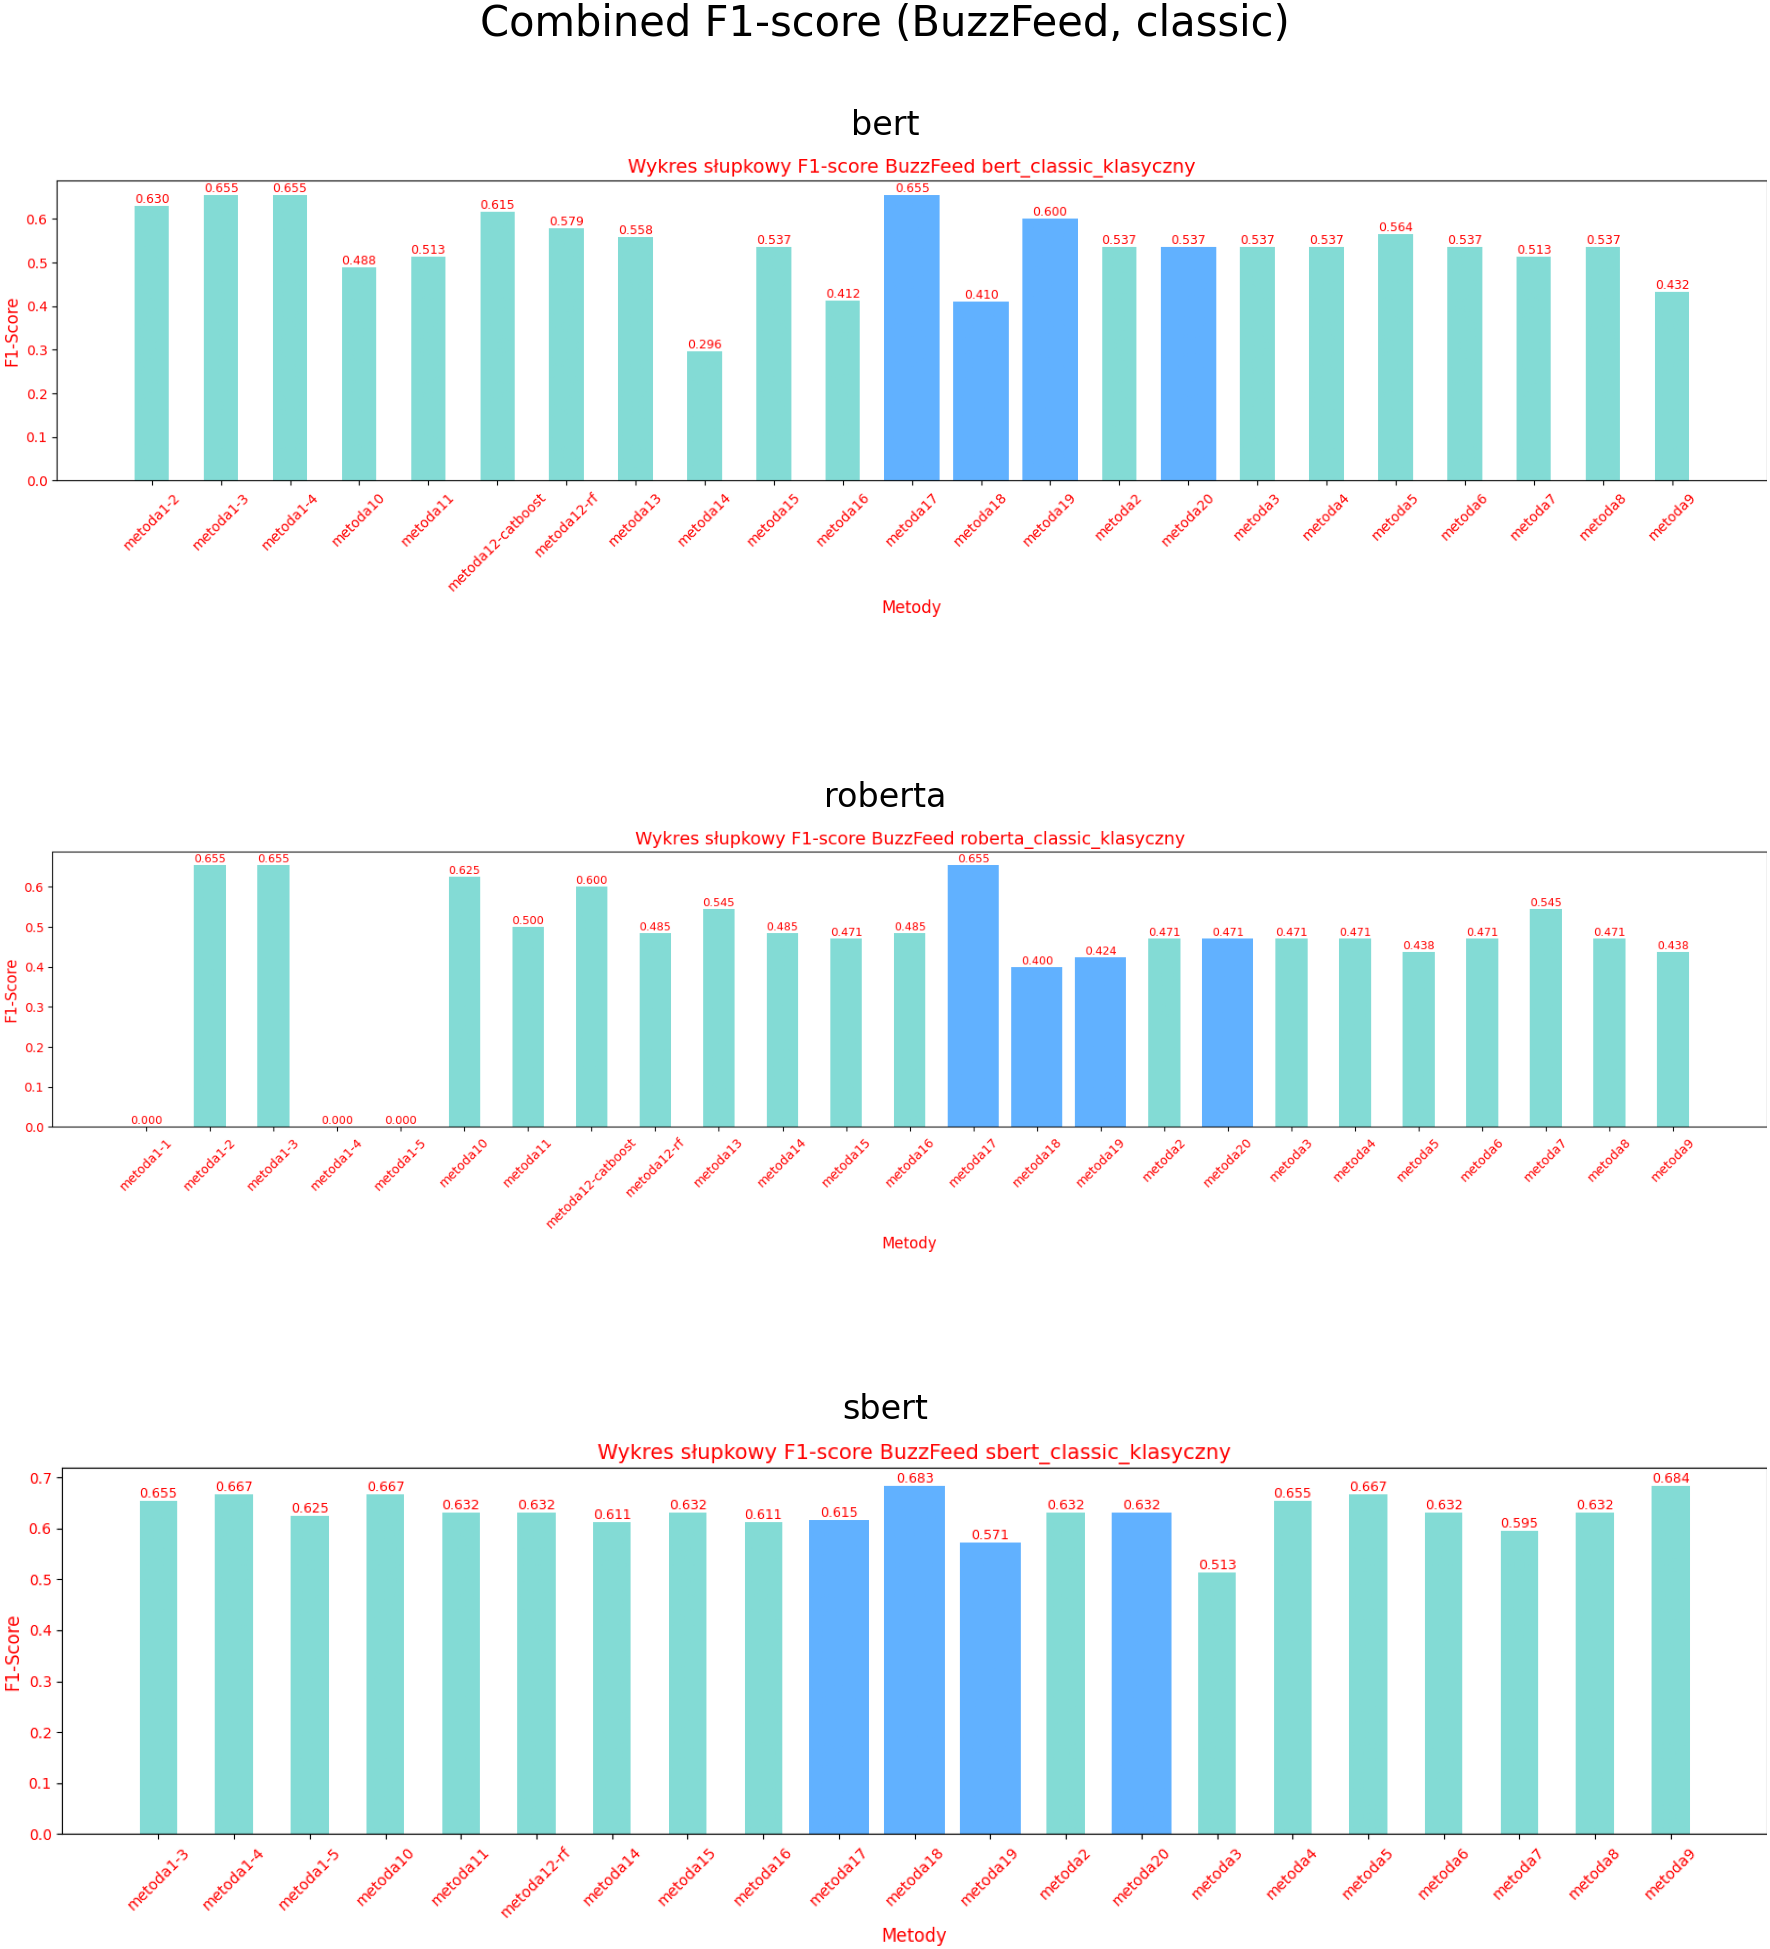 Combined F1-score (BuzzFeed, classic)
bert
Wykres słupkowy F1-score BuzzFeed bert_classic_klasyczny
0.630 0.655 0.655 0.488 0.513 0.615 0.579 0.558 0.296 0.537 0.412 0.655 0.410 0.600 0.537 0.537 0.537 0.537 0.564 0.537 0.513 0.537 0.432
F1-Score
0.6
0.5
0.4
0.3
0.2
0.1
0.0
metoda1-2 metoda1-3 metoda1-4 metoda10 metoda11 metoda12-catboost metoda12-rf metoda13 metoda14 metoda15 metoda16 metoda17 metoda18 metoda19 metoda2 metoda20 metoda3 metoda4 metoda5 metoda6 metoda7 metoda8 metoda9
Metody
roberta
Wykres słupkowy F1-score BuzzFeed roberta_classic_klasyczny
0.000 0.655 0.655 0.000 0.000 0.625 0.500 0.600 0.485 0.545 0.485 0.471 0.485 0.655 0.400 0.424 0.471 0.471 0.471 0.471 0.438 0.471 0.545 0.471 0.438
F1-Score
0.6
0.5
0.4
0.3
0.2
0.1
0.0
metoda1-1 metoda1-2 metoda1-3 metoda1-4 metoda1-5 metoda10 metoda11 metoda12-catboost metoda12-rf metoda13 metoda14 metoda15 metoda16 metoda17 metoda18 metoda19 metoda2 metoda20 metoda3 metoda4 metoda5 metoda6 metoda7 metoda8 metoda9
Metody
sbert
Wykres słupkowy F1-score BuzzFeed sbert_classic_klasyczny
0.655 0.667 0.625 0.667 0.632 0.632 0.611 0.632 0.611 0.615 0.683 0.571 0.632 0.632 0.513 0.655 0.667 0.632 0.595 0.632 0.684
F1-Score
0.7
0.6
0.5
0.4
0.3
0.2
0.1
0.0
metoda1-3 metoda1-4 metoda1-5 metoda10 metoda11 metoda12-rf metoda14 metoda15 metoda16 metoda17 metoda18 metoda19 metoda2 metoda20 metoda3 metoda4 metoda5 metoda6 metoda7 metoda8 metoda9
Metody